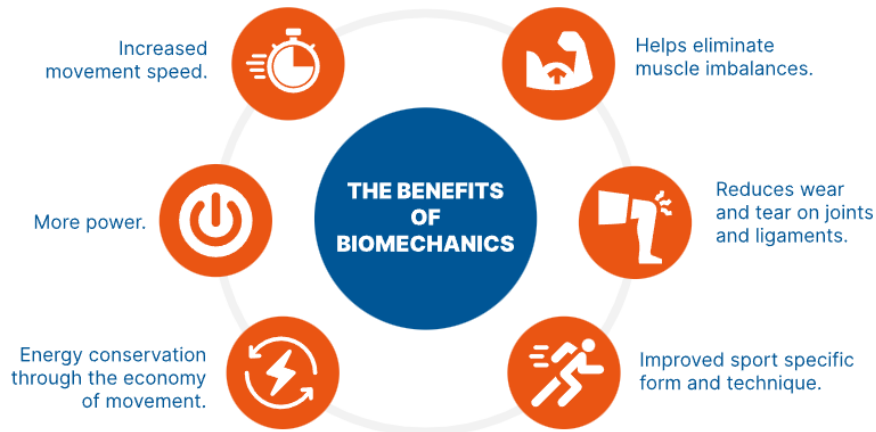 Increased
movement speed.
Helps eliminate
muscle imbalances.
More power.
THE BENEFITS
OF
BIOMECHANICS
Reduces wear
and tear on joints
and ligaments.
Energy conservation
through the economy
of movement.
Improved sport specific
form and technique.